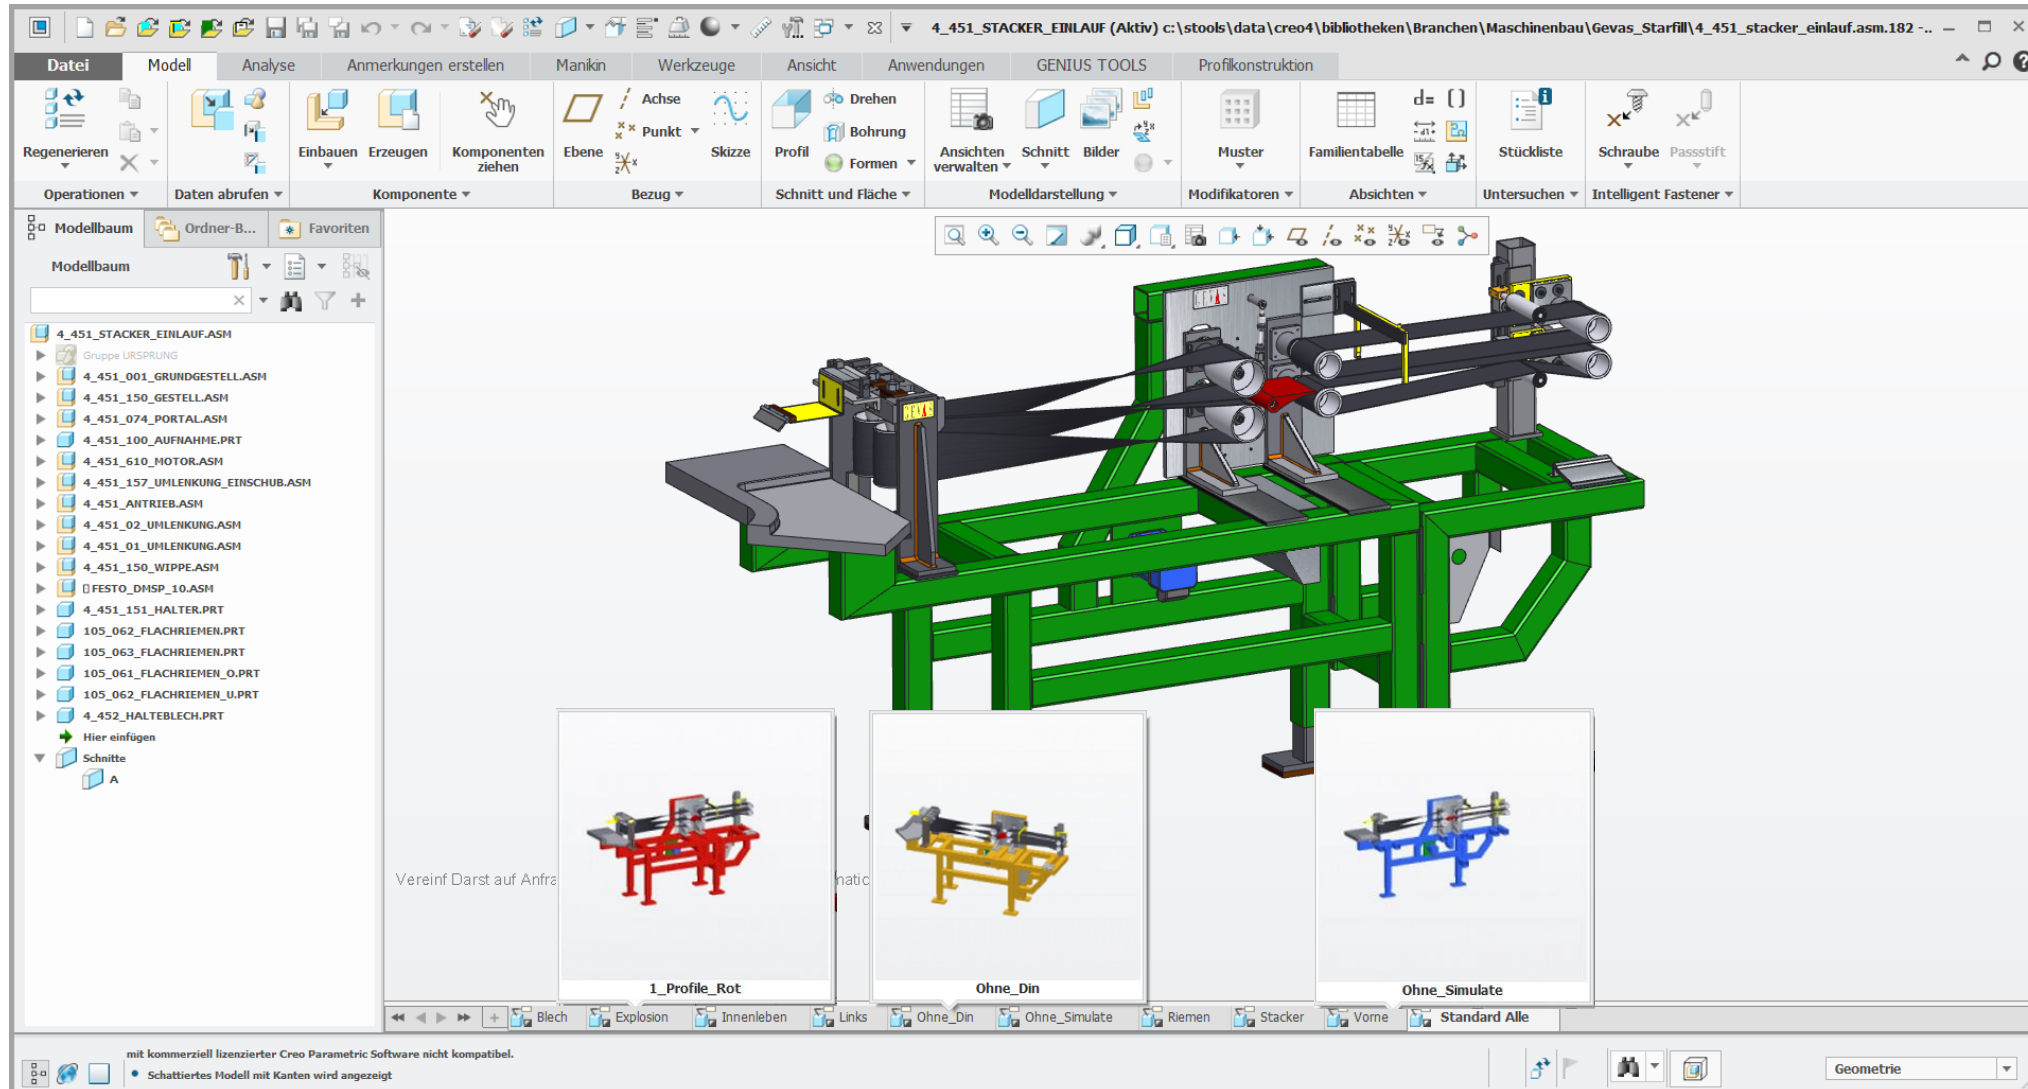 4_451_STACKER_EINLAUF (Aktiv) c:\stools\data\creo4\bibliotheken\Branchen\Maschinenbau\Gevas_Starfill\4_451_stacker_einlauf.asm.182 -..
Datei Modell Analyse Anmerkungen erstellen Manikin Werkzeuge Ansicht Anwendungen GENIUS TOOLS Profilkonstruktion
Regenerieren
Einbauen Erzeugen
Komponenten
ziehen
Ebene
Achse
Punkt
Skizze
Profil
Drehen
Bohrung
Formen
Ansichten
verwalten
Schnitt
Bilder
Muster
Familientabelle
d=
Stückliste
Schraube
Passstift
Operationen Daten abrufen Komponente Bezug Schnitt und Fläche Modelldarstellung Modifikatoren Absichten Untersuchen Intelligent Fastener
Modellbaum Ordner-B... Favoriten
Modellbaum
4_451_STACKER_EINLAUF.ASM
Gruppe URSPRUNG
4_451_001_GRUNDGESTELL.ASM
4_451_150_GESTELL.ASM
4_451_074_PORTAL.ASM
4_451_100_AUFNAHME.PRT
4_451_610_MOTOR.ASM
4_451_157_UMLENKUNG_EINSCHUB.ASM
4_451_ANTRIEB.ASM
4_451_02_UMLENKUNG.ASM
4_451_01_UMLENKUNG.ASM
4_451_150_WIPPE.ASM
FESTO_DMSP_10.ASM
4_451_151_HALTER.PRT
105_062_FLACHRIEMEN.PRT
105_063_FLACHRIEMEN.PRT
105_061_FLACHRIEMEN_O.PRT
105_062_FLACHRIEMEN_U.PRT
4_452_HALTEBLECH.PRT
Hier einfügen
Schnitte
A
Vereinf Darst auf Anfra
natic
1_Profile_Rot
Ohne_Din
Ohne_Simulate
Blech Explosion Innenleben Links Ohne_Din Ohne_Simulate Riemen Stacker Vorne Standard Alle
mit kommerziell lizenzierter Creo Parametric Software nicht kompatibel.
• Schattiertes Modell mit Kanten wird angezeigt
Geometrie